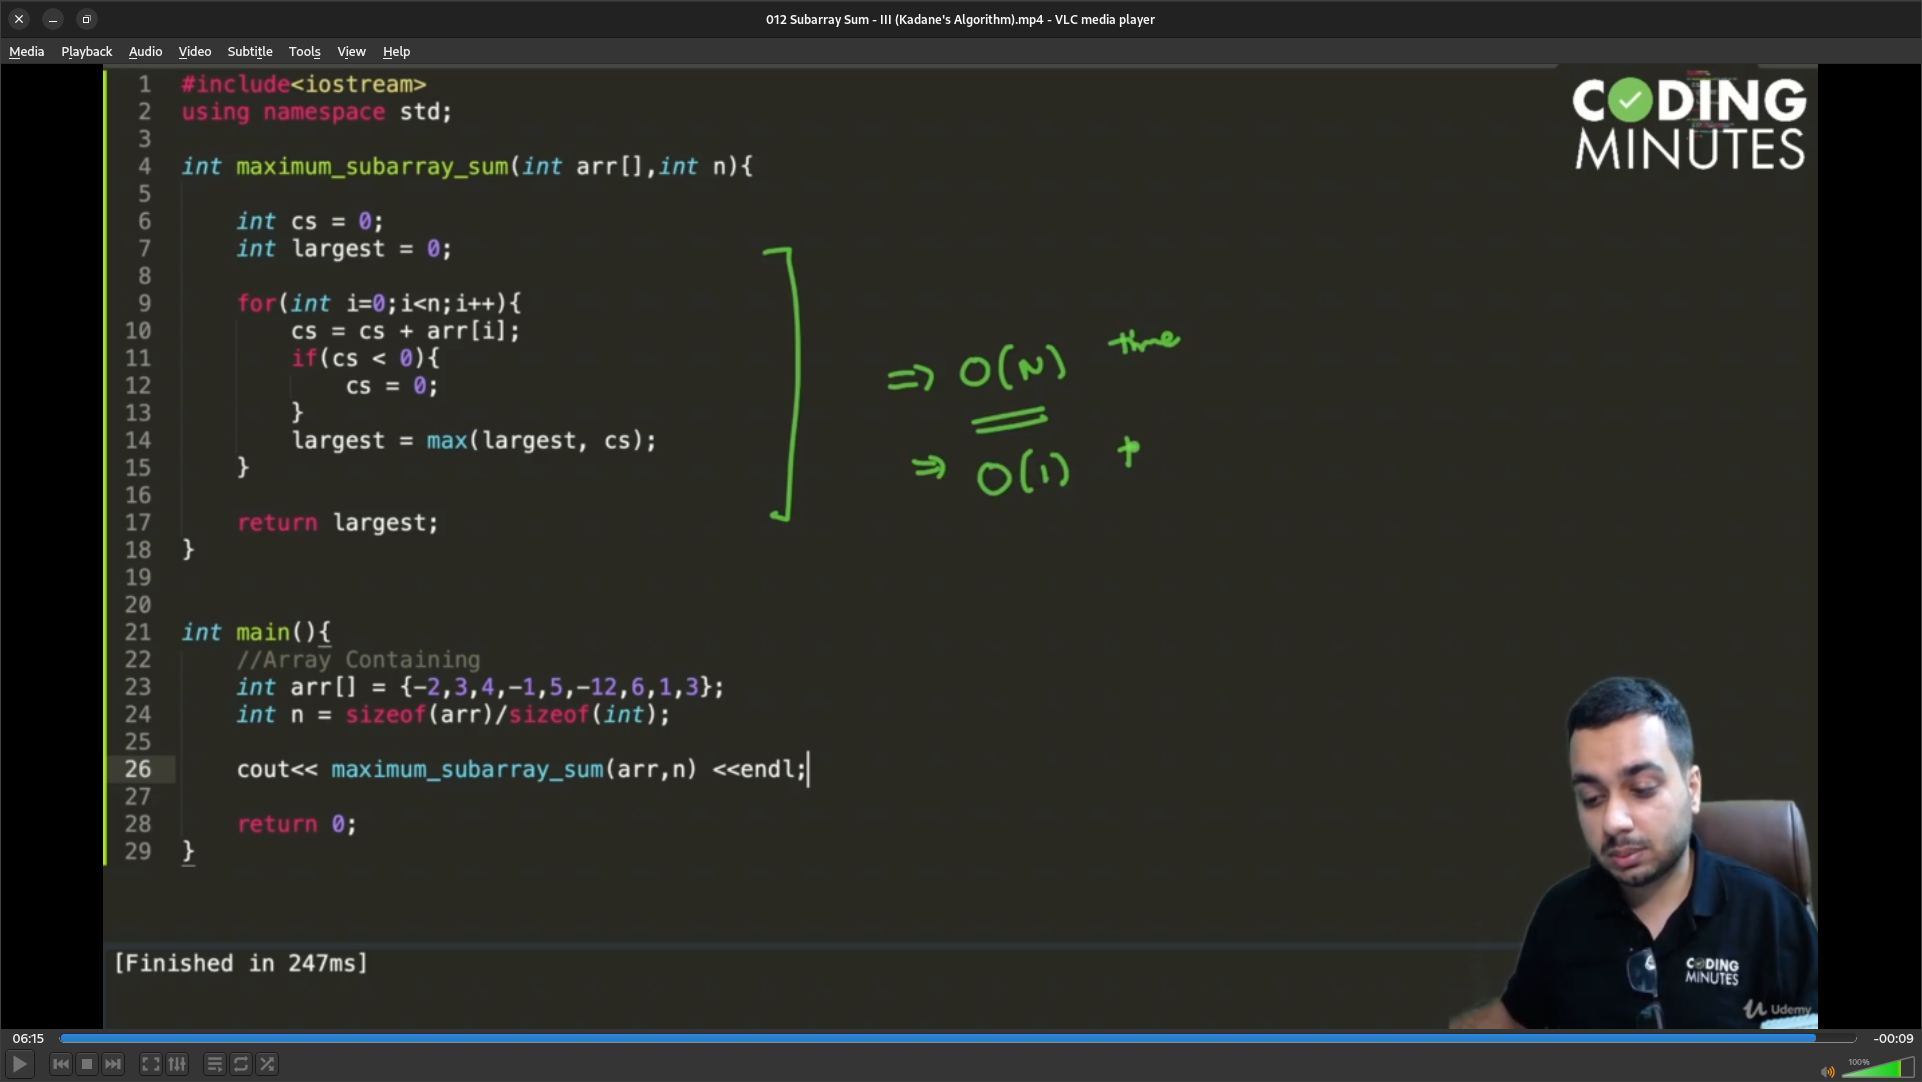 012 Subarray Sum - III (Kadane's Algorithm).mp4 - VLC media player
Media Playback Audio Video Subtitle Tools View Help
CODING
MINUTES
1 #include<iostream>
2 using namespace std;
3
4 int maximum_subarray_sum(int arr[],int n){
5
6 int cs = 0;
7 int largest = 0;
8
9 for(int i=0;i<n;i++){
10 cs = cs + arr[i];
11 if(cs < 0){
12 cs = 0;
13 }
14 largest = max(largest, cs);
15 }
16
17 return largest;
18 }
19
20
21 int main(){
22 //Array Containing
23 int arr[] = {-2,3,4,-1,5,-12,6,1,3};
24 int n = sizeof(arr)/sizeof(int);
25
26 cout<< maximum_subarray_sum(arr,n) <<endl;
27
28 return 0;
29 }
=> O(N) time
=> O(1)
[Finished in 247ms]
CODING
MINUTES
Udemy
06:15 -00:09
100%